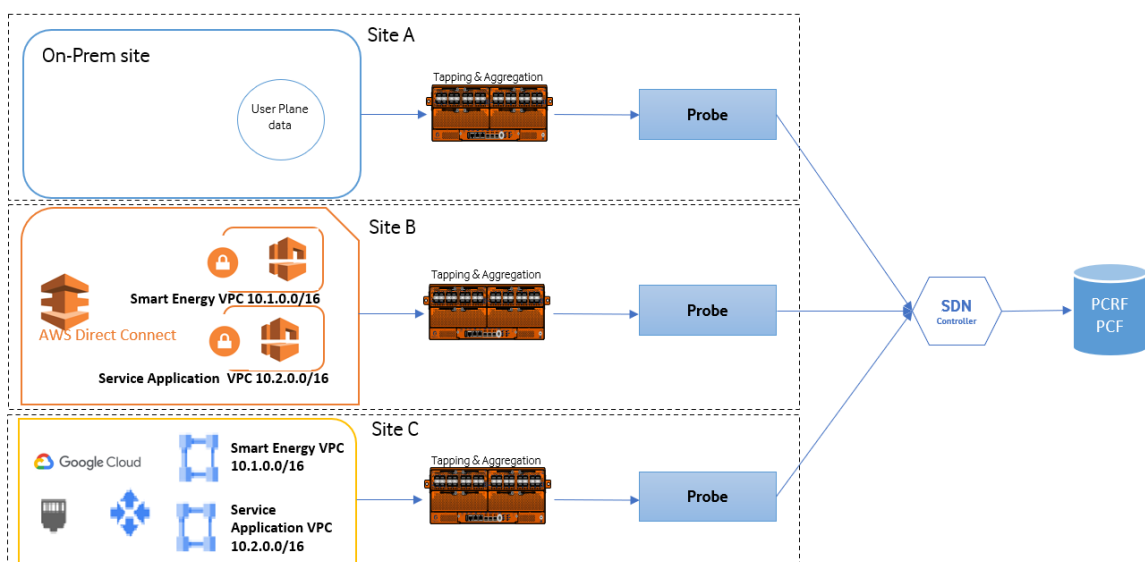 Site A
On-Prem site
User Plane
data
Tapping & Aggregation
Probe
Site B
Smart Energy VPC 10.1.0.0/16
AWS Direct Connect
Service Application VPC 10.2.0.0/16
Tapping & Aggregation
Probe
SDN
Controller
PCRF
PCF
Site C
Google Cloud
Smart Energy VPC
10.1.0.0/16
Service
Application VPC
10.2.0.0/16
Tapping & Aggregation
Probe